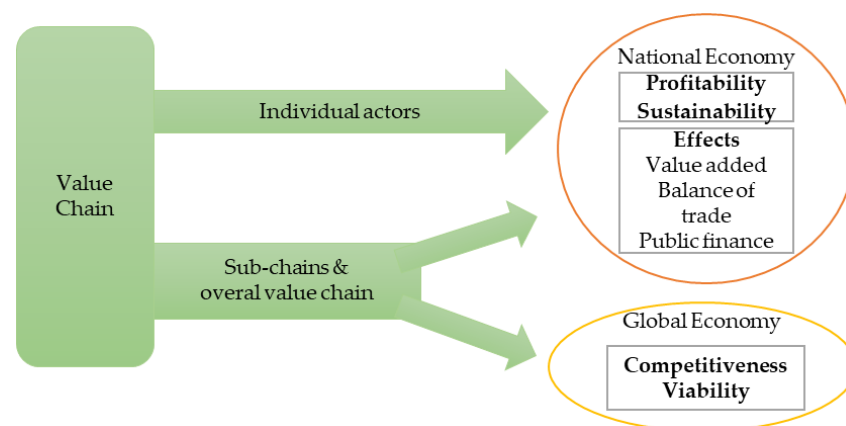 Value
Chain
Individual actors
Sub-chains &
overal value chain
National Economy
Profitability
Sustainability
Effects
Value added
Balance of
trade
Public finance
Global Economy
Competitiveness
Viability